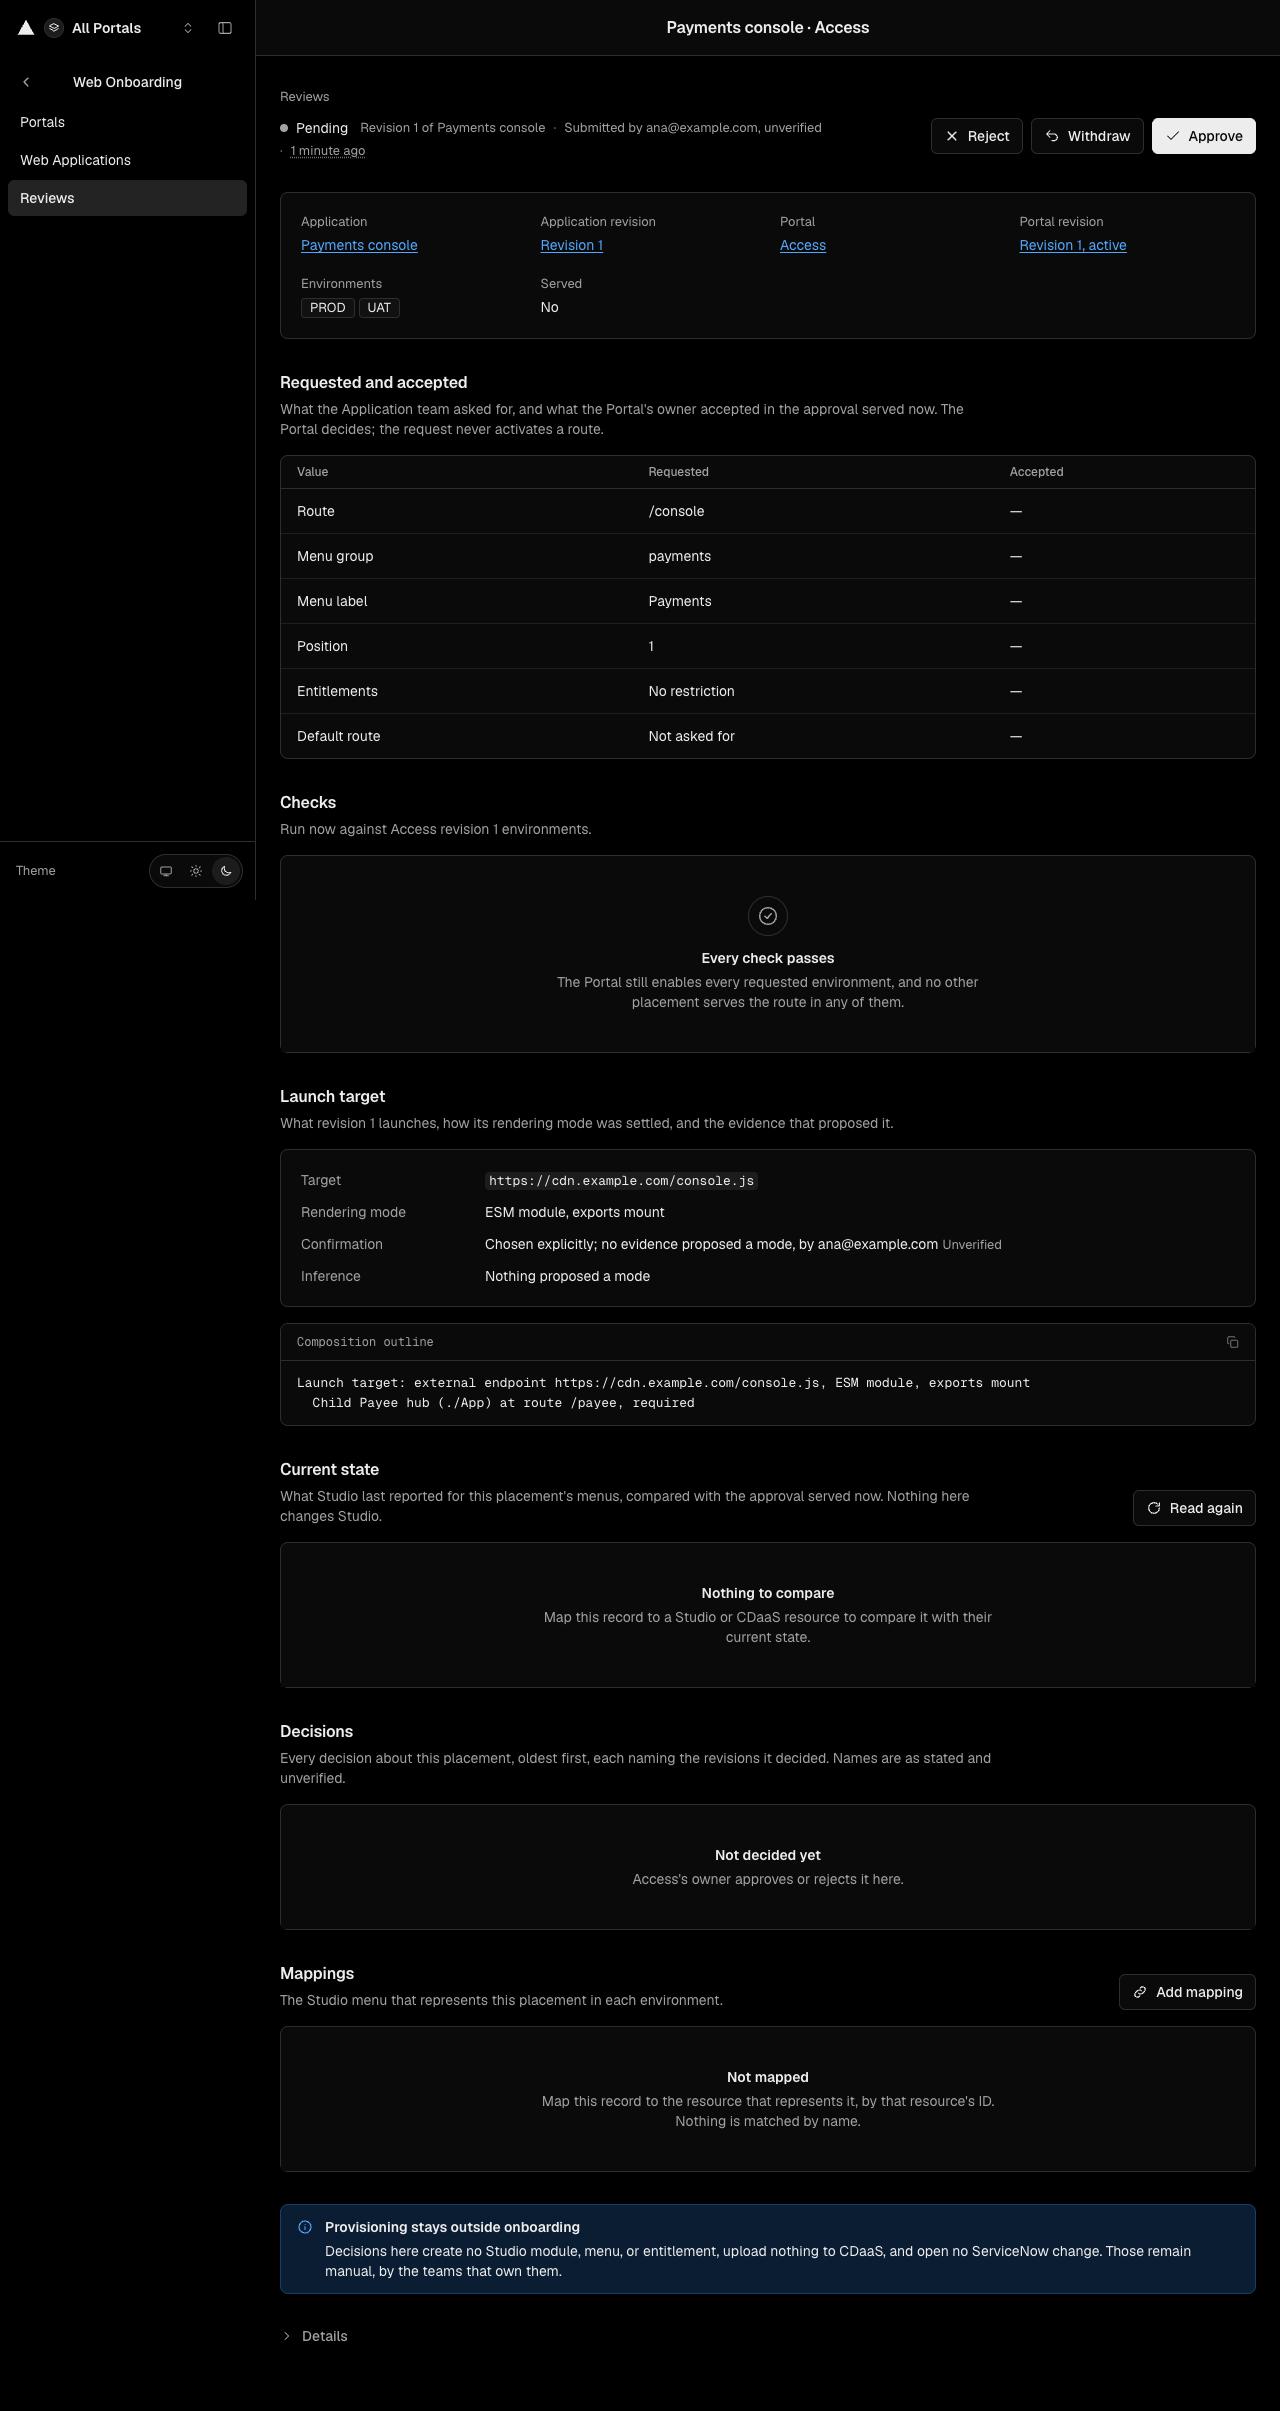 All Portals
Payments console · Access
Web Onboarding
Portals
Web Applications
Reviews
Theme
Reviews
Pending Revision 1 of Payments console · Submitted by ana@example.com, unverified
· 1 minute ago
Reject
Withdraw
Approve
Application
Application revision
Portal
Portal revision
Payments console
Revision 1
Access
Revision 1, active
Environments
Served
PROD
UAT
No
Requested and accepted
What the Application team asked for, and what the Portal's owner accepted in the approval served now. The
Portal decides; the request never activates a route.
Value Requested Accepted
Route /console —
Menu group payments —
Menu label Payments —
Position 1 —
Entitlements No restriction —
Default route Not asked for —
Checks
Run now against Access revision 1 environments.
Every check passes
The Portal still enables every requested environment, and no other
placement serves the route in any of them.
Launch target
What revision 1 launches, how its rendering mode was settled, and the evidence that proposed it.
Target https://cdn.example.com/console.js
Rendering mode ESM module, exports mount
Confirmation Chosen explicitly; no evidence proposed a mode, by ana@example.com Unverified
Inference Nothing proposed a mode
Composition outline
Launch target: external endpoint https://cdn.example.com/console.js, ESM module, exports mount
Child Payee hub (./App) at route /payee, required
Current state
What Studio last reported for this placement's menus, compared with the approval served now. Nothing here
changes Studio.
Read again
Nothing to compare
Map this record to a Studio or CDaaS resource to compare it with their
current state.
Decisions
Every decision about this placement, oldest first, each naming the revisions it decided. Names are as stated and
unverified.
Not decided yet
Access's owner approves or rejects it here.
Mappings
The Studio menu that represents this placement in each environment.
Add mapping
Not mapped
Map this record to the resource that represents it, by that resource's ID.
Nothing is matched by name.
Provisioning stays outside onboarding
Decisions here create no Studio module, menu, or entitlement, upload nothing to CDaaS, and open no ServiceNow change. Those remain
manual, by the teams that own them.
Details